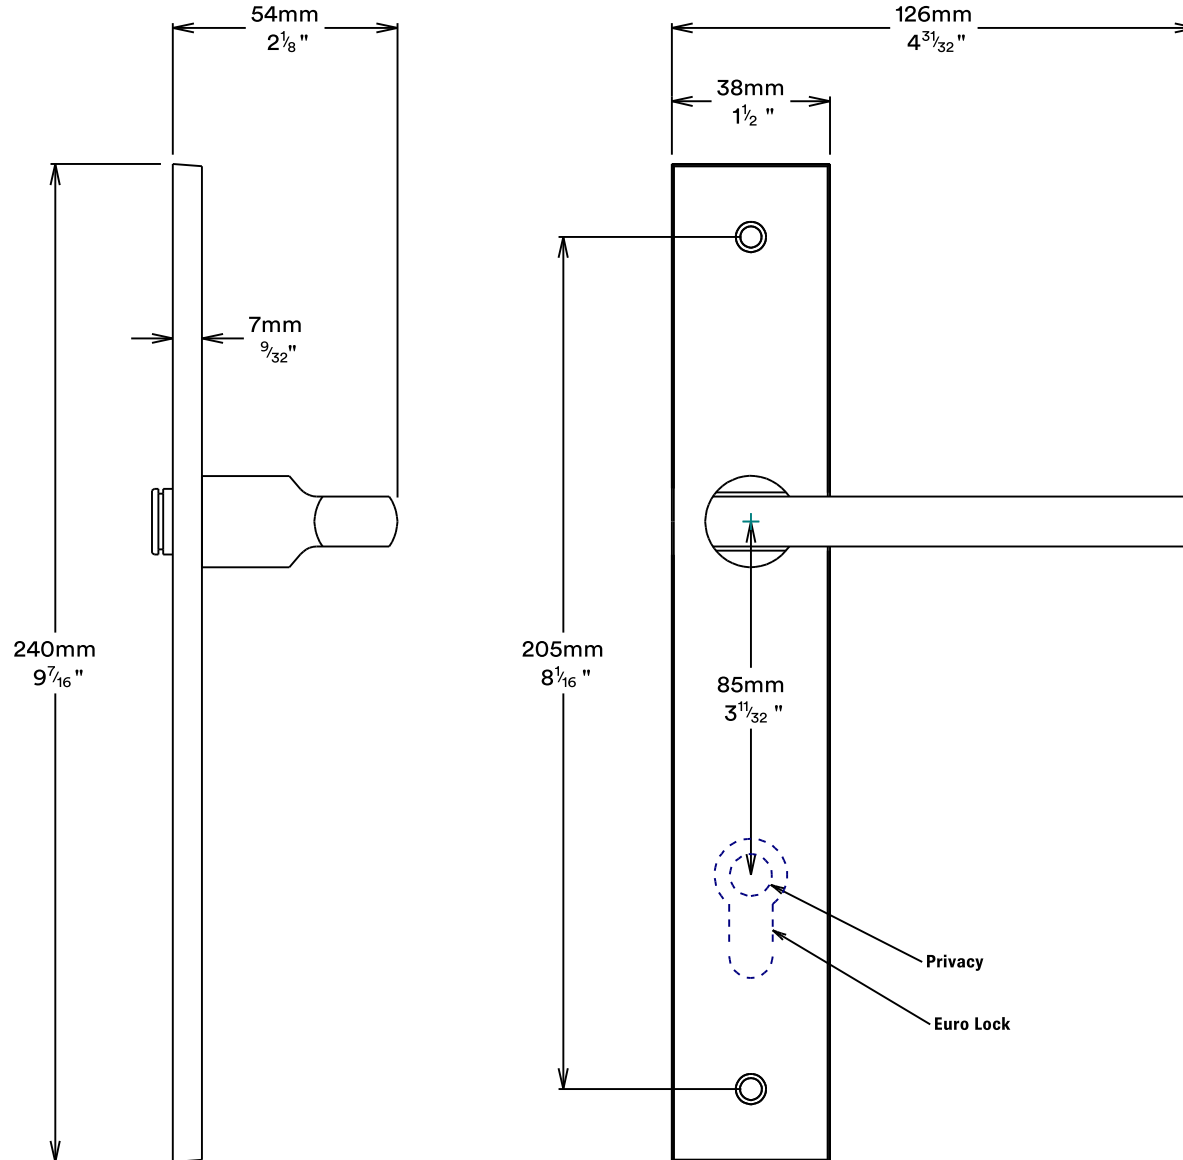 54mm
2⅛"
126mm
4³¹⁄₃₂"
38mm
1½ "
7mm
⁹⁄₃₂"
240mm
9⁷⁄₁₆"
205mm
8¹⁄₁₆"
85mm
3¹¹⁄₃₂ "
Privacy
Euro Lock